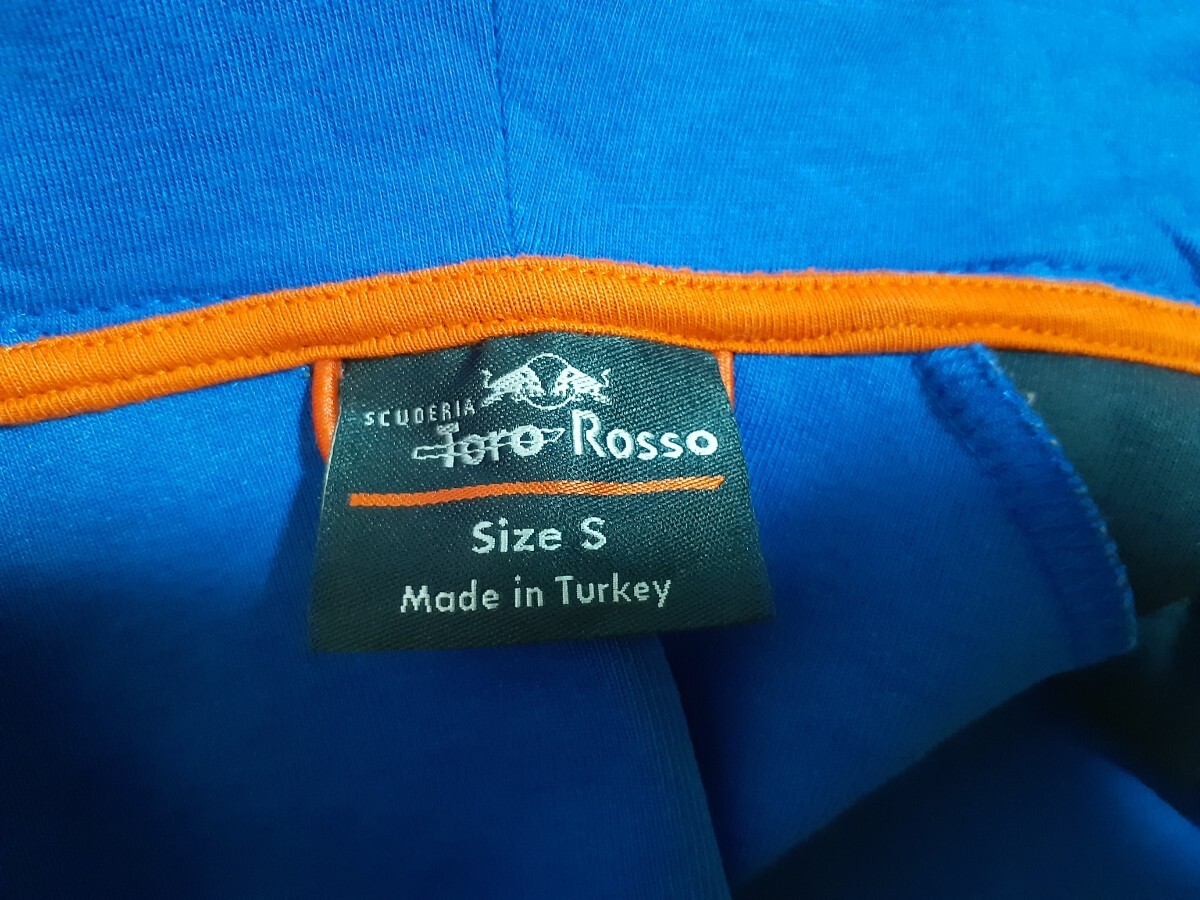 SCUDERIA
Toro Rosso
Size S
Made in Turkey